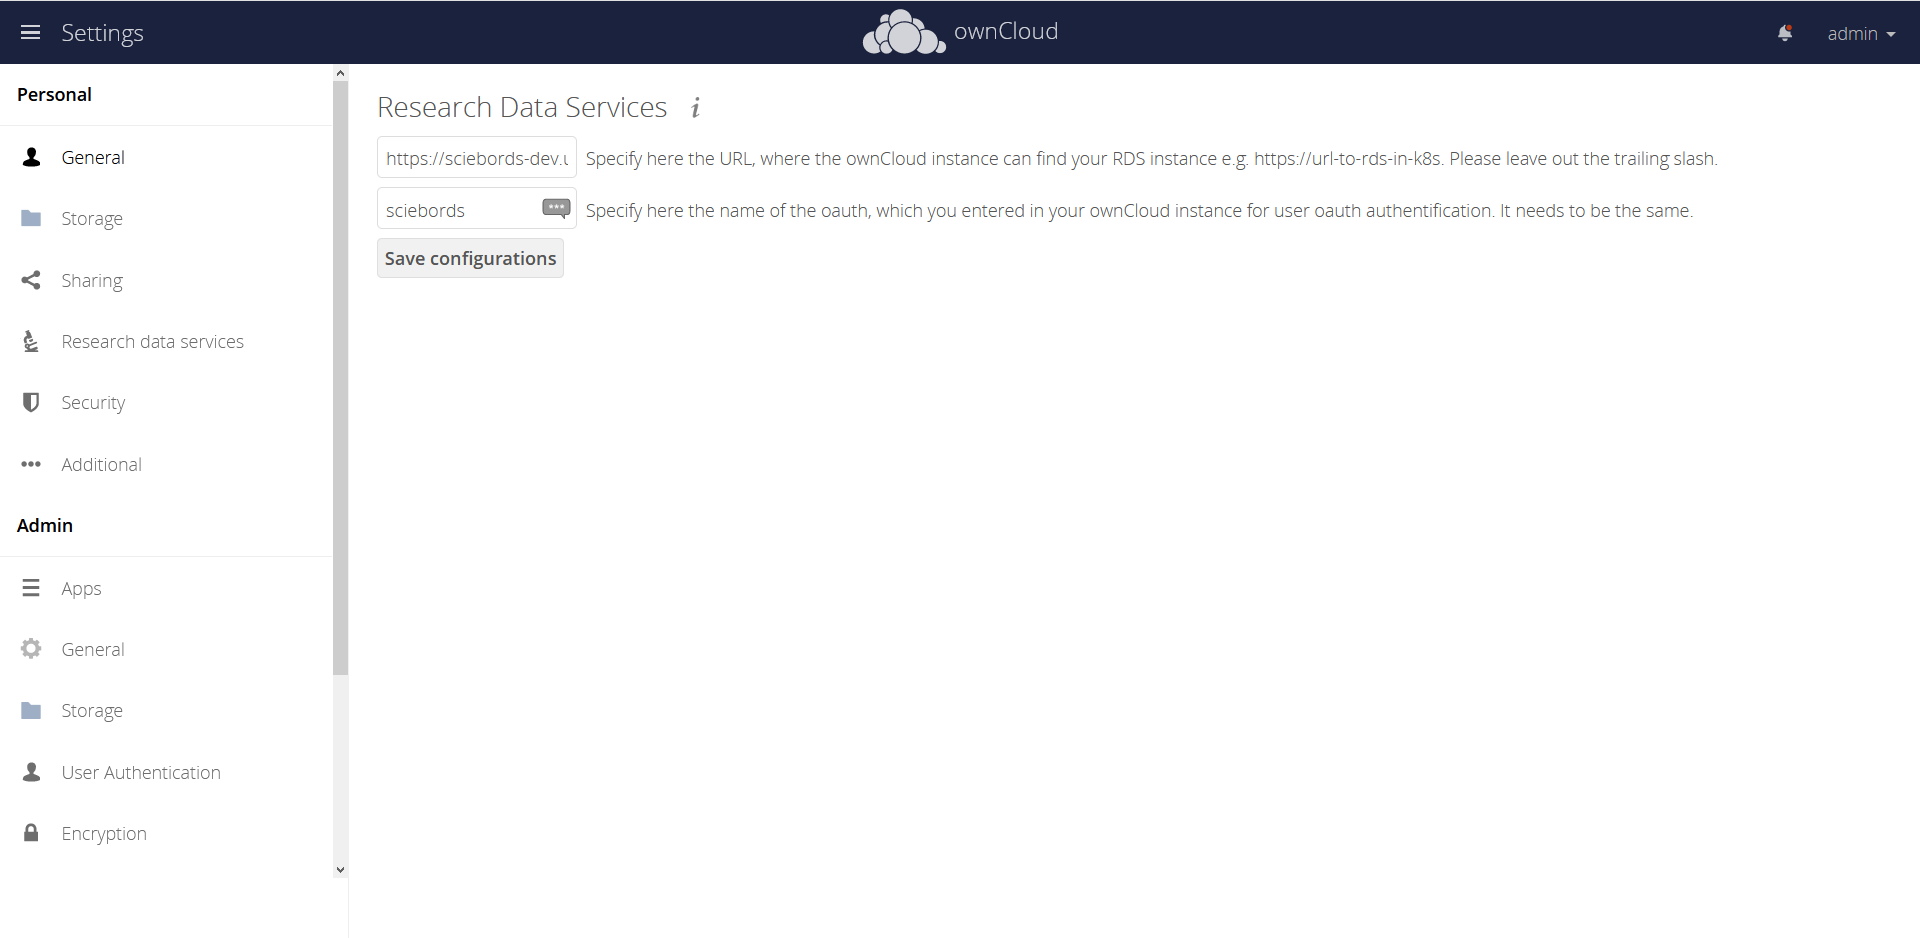 Settings
ownCloud
admin
Personal
General
Storage
Sharing
Research data services
Security
Additional
Admin
Apps
General
Storage
User Authentication
Encryption
Research Data Services i
https://sciebords-dev.u Specify here the URL, where the ownCloud instance can find your RDS instance e.g. https://url-to-rds-in-k8s. Please leave out the trailing slash.
sciebords Specify here the name of the oauth, which you entered in your ownCloud instance for user oauth authentification. It needs to be the same.
Save configurations